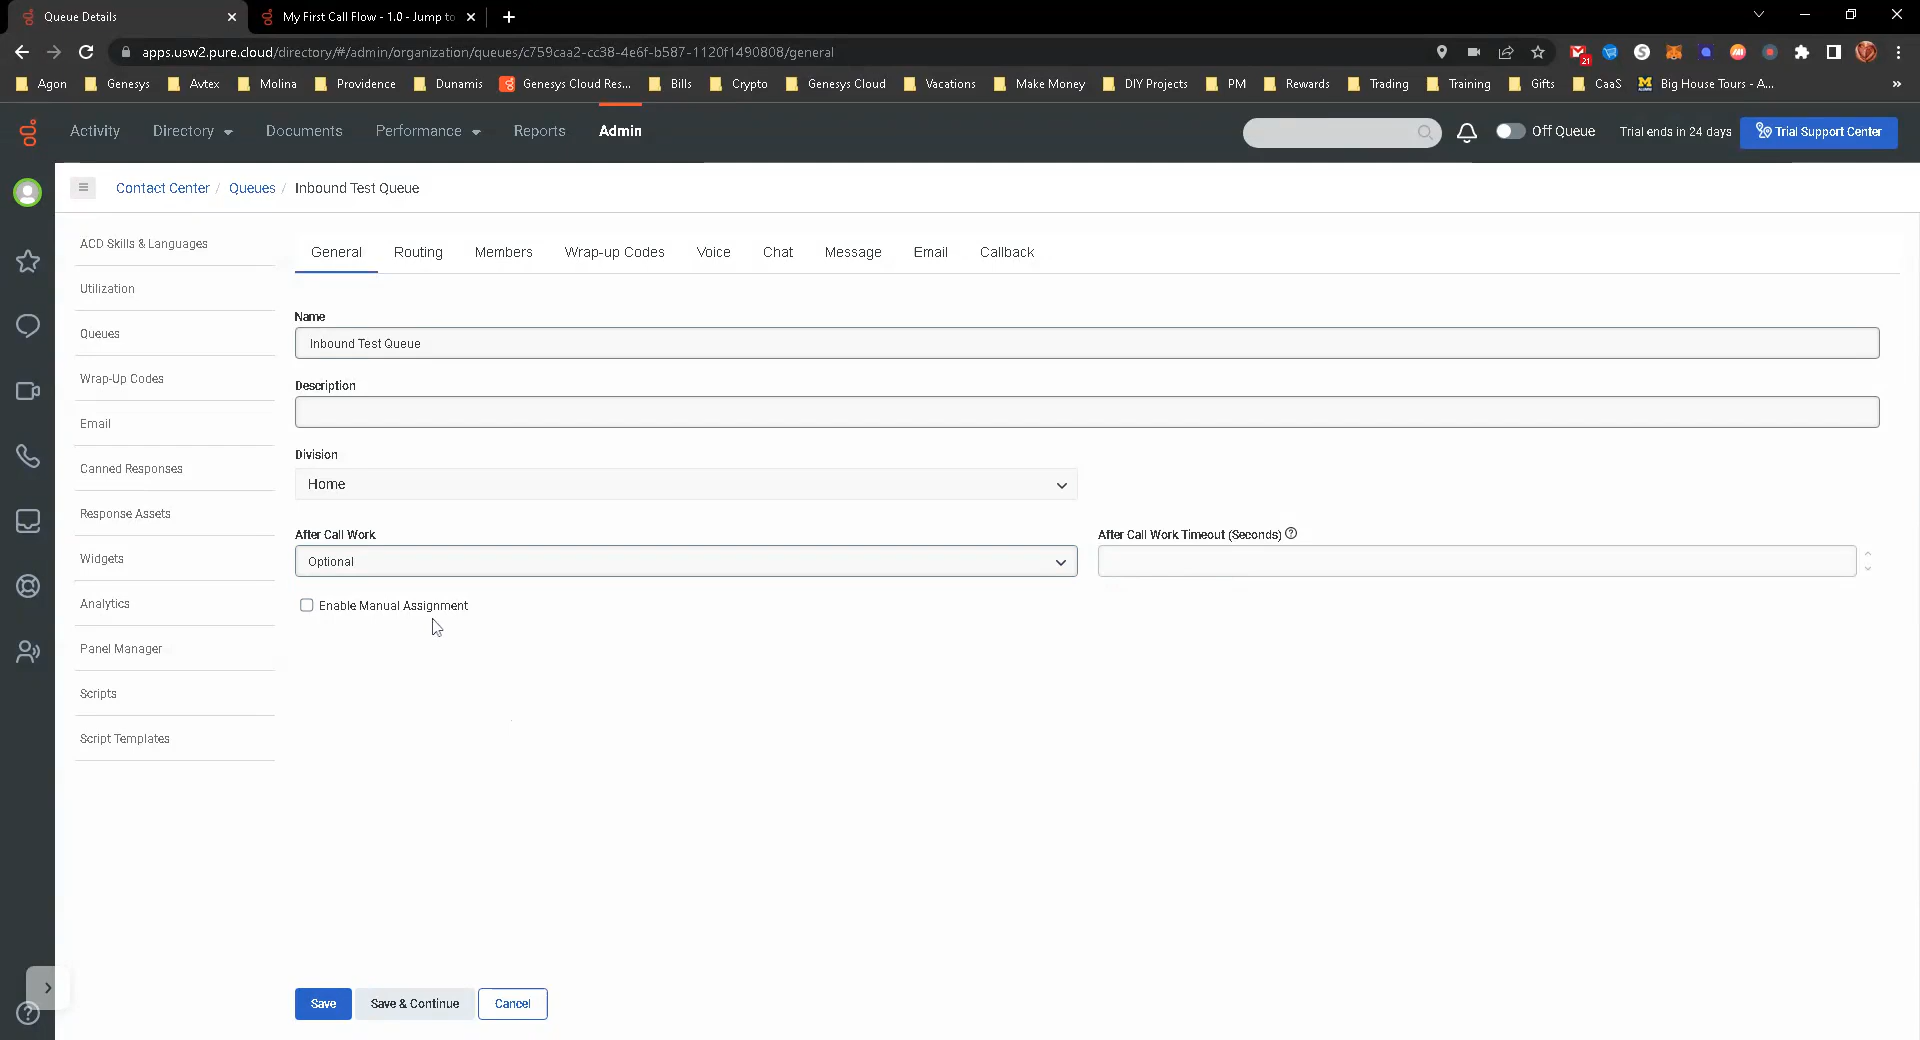 Queue Details
My First Call Flow - 1.0 - Jump to
apps.usw2.pure.cloud/directory/#/admin/organization/queues/c759caa2-cc38-4e6f-b587-1120f1490808/general
21
Agon
Genesys
Avtex
Molina
Providence
Dunamis
Genesys Cloud Res...
Bills
Crypto
Genesys Cloud
Vacations
Make Money
DIY Projects
PM
Rewards
Trading
Training
Gifts
CaaS
Big House Tours - A...
Activity
Directory
Documents
Performance
Reports
Admin
Off Queue
Trial ends in 24 days
Trial Support Center
Contact Center / Queues / Inbound Test Queue
ACD Skills & Languages
Utilization
Queues
Wrap-Up Codes
Email
Canned Responses
Response Assets
Widgets
Analytics
Panel Manager
Scripts
Script Templates
General
Routing
Members
Wrap-up Codes
Voice
Chat
Message
Email
Callback
Name
Inbound Test Queue
Description
Division
Home
After Call Work
Optional
After Call Work Timeout (Seconds)
Enable Manual Assignment
Save
Save & Continue
Cancel